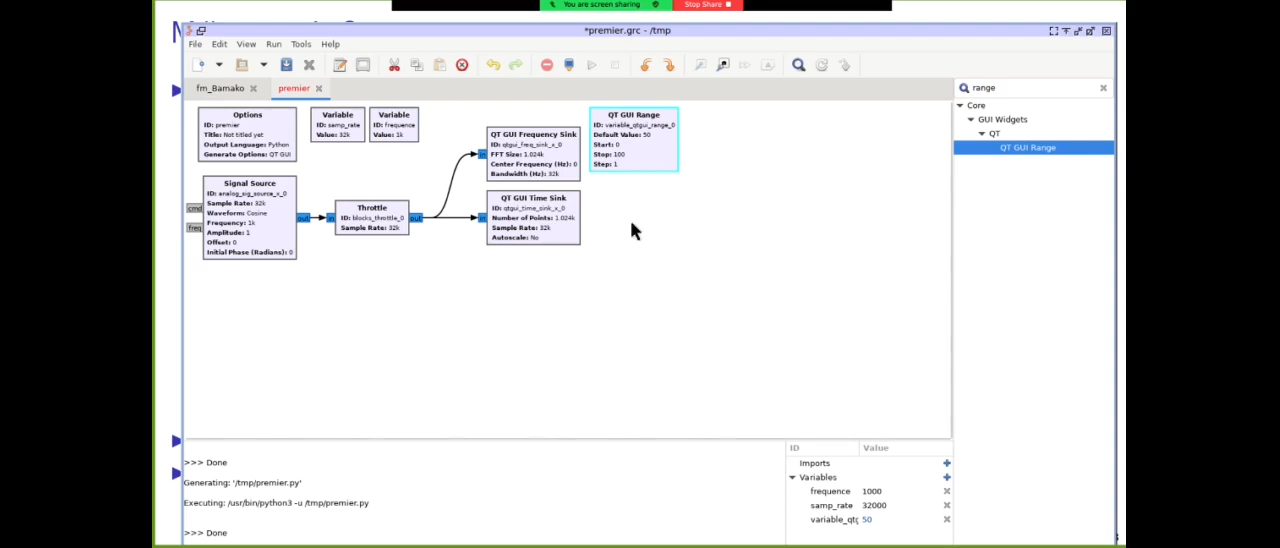 You are screen sharing
Stop Share
*premier.grc - /tmp
File Edit View Run Tools Help
fm_Bamako
premier
range
Options
ID: premier
Title: Not titled yet
Output Language: Python
Generate Options: QT GUI
Variable
ID: samp_rate
Value: 32k
Variable
ID: frequence
Value: 1k
QT GUI Frequency Sink
ID: qtgui_freq_sink_x_0
FFT Size: 1.024k
Center Frequency (Hz): 0
Bandwidth (Hz): 32k
QT GUI Range
ID: variable_qtgui_range_0
Default Value: 50
Start: 0
Stop: 100
Step: 1
Signal Source
ID: analog_sig_source_x_0
Sample Rate: 32k
Waveform: Cosine
Frequency: 1k
Amplitude: 1
Offset: 0
Initial Phase (Radians): 0
cmd
freq
out
in
Throttle
ID: blocks_throttle_0
Sample Rate: 32k
out
in
in
QT GUI Time Sink
ID: qtgui_time_sink_x_0
Number of Points: 1.024k
Sample Rate: 32k
Autoscale: No
Core
GUI Widgets
QT
QT GUI Range
>>> Done
Generating: '/tmp/premier.py'
Executing: /usr/bin/python3 -u /tmp/premier.py
>>> Done
ID Value
Imports
Variables
frequence 1000
samp_rate 32000
variable_qtg 50